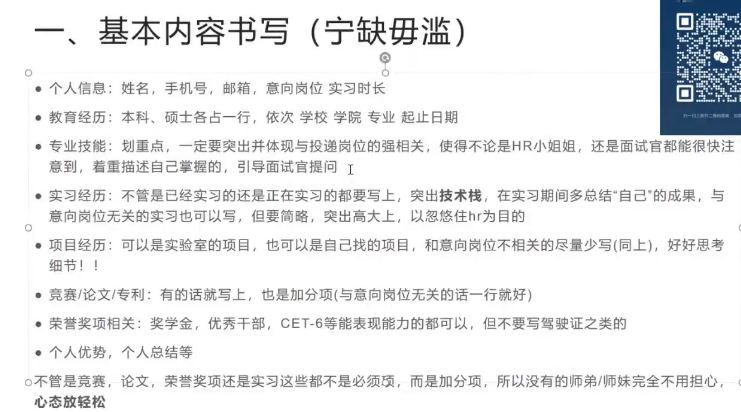 一、基本内容书写（宁缺毋滥）
● 个人信息：姓名，手机号，邮箱，意向岗位 实习时长
● 教育经历：本科、硕士各占一行，依次 学校 学院 专业 起止日期
● 专业技能：划重点，一定要突出并体现与投递岗位的强相关，使得不论是HR小姐姐，还是面试官都能很快注
意到，着重描述自己掌握的，引导面试官提问
● 实习经历：不管是已经实习的还是正在实习的都要写上，突出技术栈，在实习期间多总结“自己”的成果，与
意向岗位无关的实习也可以写，但要简略，突出高大上，以忽悠住hr为目的
● 项目经历：可以是实验室的项目，也可以是自己找的项目，和意向岗位不相关的尽量少写(同上)，好好思考
细节！！
● 竞赛/论文/专利：有的话就写上，也是加分项(与意向岗位无关的话一行就好)
● 荣誉奖项相关：奖学金，优秀干部，CET-6等能表现能力的都可以，但不要写驾驶证之类的
● 个人优势，个人总结等
不管是竞赛，论文，荣誉奖项还是实习这些都不是必须项，而是加分项，所以没有的师弟/师妹完全不用担心，
心态放轻松